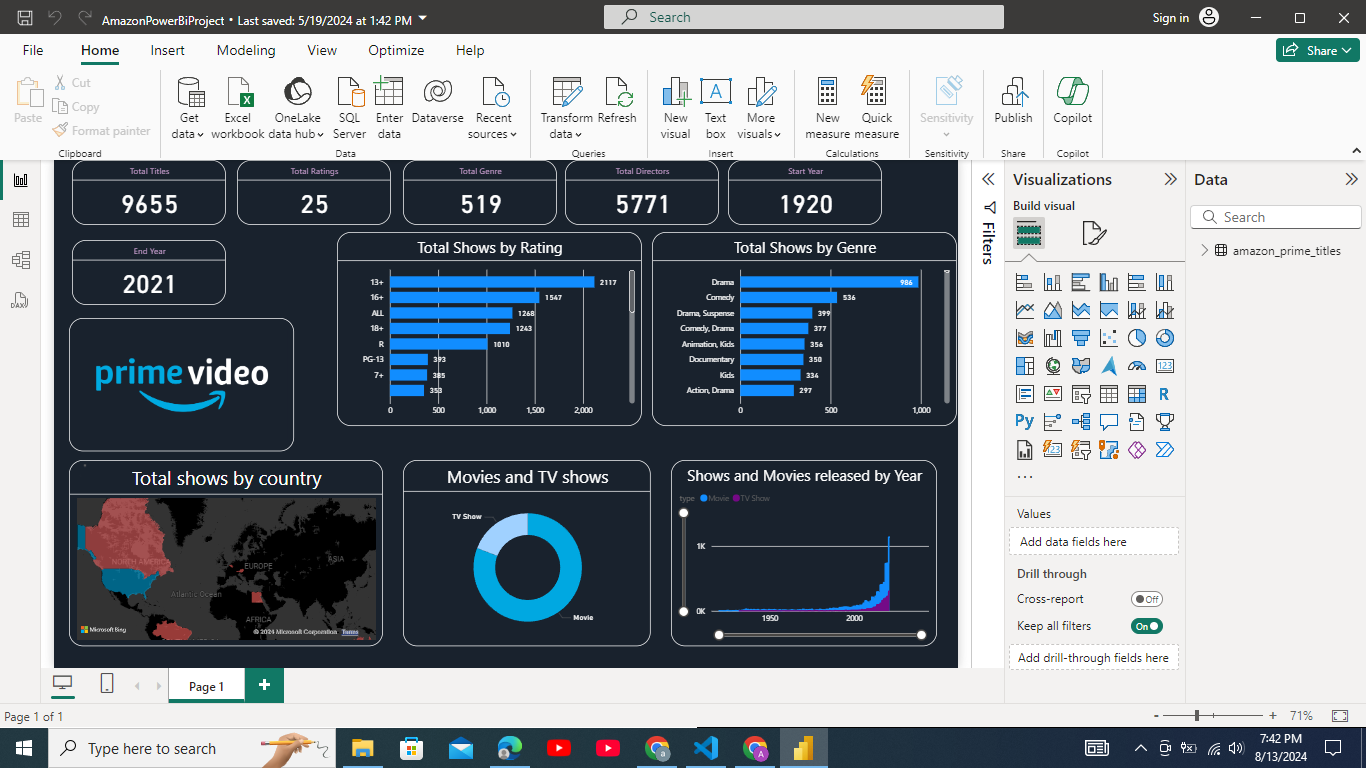 AmazonPowerBiProject • Last saved: 5/19/2024 at 1:42 PM
Search
Sign in
File Home Insert Modeling View Optimize Help
Share
Paste
Cut
Copy
Format painter
Clipboard
Get data
Excel workbook
OneLake data hub
SQL Server
Enter data
Dataverse
Recent sources
Data
Transform data
Refresh
Queries
New visual
Text box
More visuals
Insert
New measure
Quick measure
Calculations
Sensitivity
Sensitivity
Publish
Share
Copilot
Copilot
Total Titles
9655
Total Ratings
25
Total Genre
519
Total Directors
5771
Start Year
1920
End Year
2021
prime video
Total Shows by Rating
13+ 2117
16+ 1547
ALL 1268
18+ 1243
R 1010
PG-13 393
7+ 385
353
0 500 1,000 1,500 2,000
Total Shows by Genre
Drama 986
Comedy 536
Drama, Suspense 399
Comedy, Drama 377
Animation, Kids 356
Documentary 350
Kids 334
Action, Drama 297
0 500 1,000
Total shows by country
NORTH AMERICA
EUROPE
ASIA
Atlantic Ocean
AFRICA
Microsoft Bing
© 2024 Microsoft Corporation Terms
Movies and TV shows
TV Show
Movie
Shows and Movies released by Year
type Movie TV Show
1K
0K
1950 2000
Filters
Visualizations
Build visual
123
R
Py
123
...
Values
Add data fields here
Drill through
Cross-report
Off
Keep all filters
On
Add drill-through fields here
Data
Search
amazon_prime_titles
DAX
Page 1
+
Page 1 of 1
- + 71%
Type here to search
7:42 PM
8/13/2024